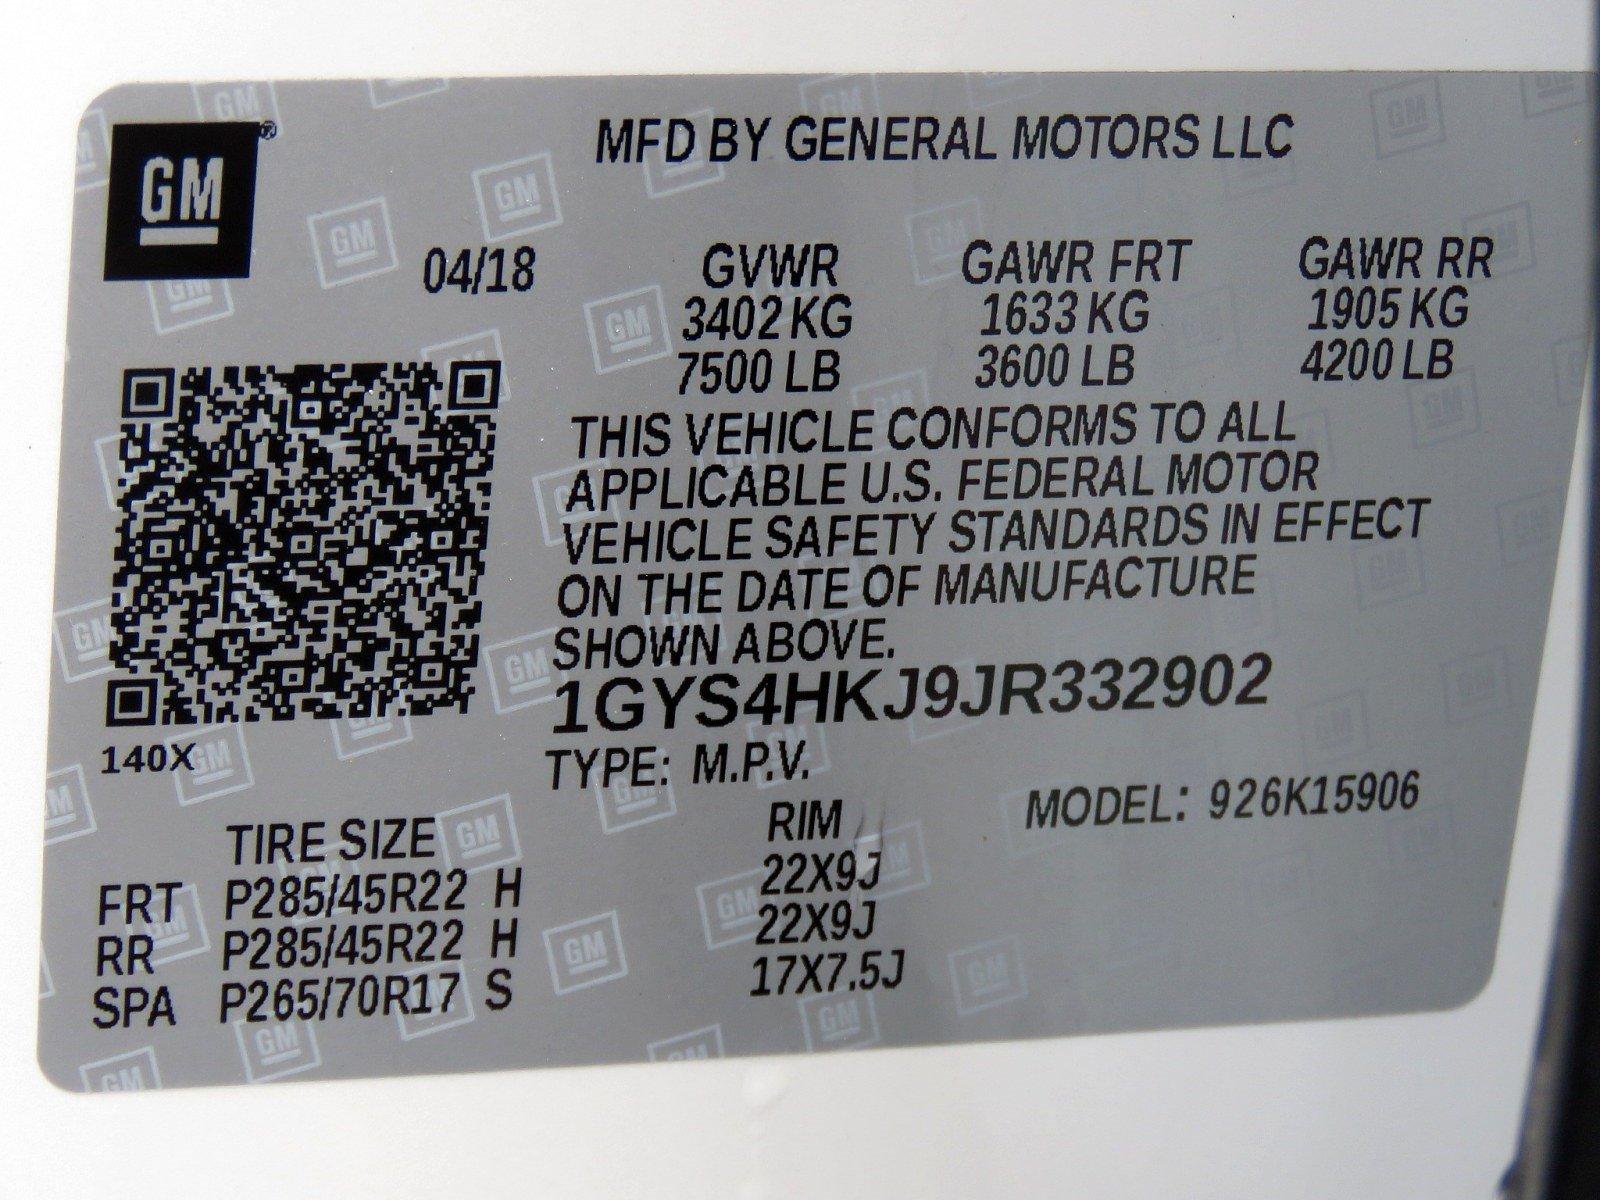 GM®
MFD BY GENERAL MOTORS LLC
04/18
GVWR GAWR FRT GAWR RR
3402 KG 1633 KG 1905 KG
7500 LB 3600 LB 4200 LB
THIS VEHICLE CONFORMS TO ALL
APPLICABLE U.S. FEDERAL MOTOR
VEHICLE SAFETY STANDARDS IN EFFECT
ON THE DATE OF MANUFACTURE
SHOWN ABOVE.
1GYS4HKJ9JR332902
140X
TYPE: M.P.V.
MODEL: 926K15906
TIRE SIZE RIM
FRT P285/45R22 H 22X9J
RR P285/45R22 H 22X9J
SPA P265/70R17 S 17X7.5J